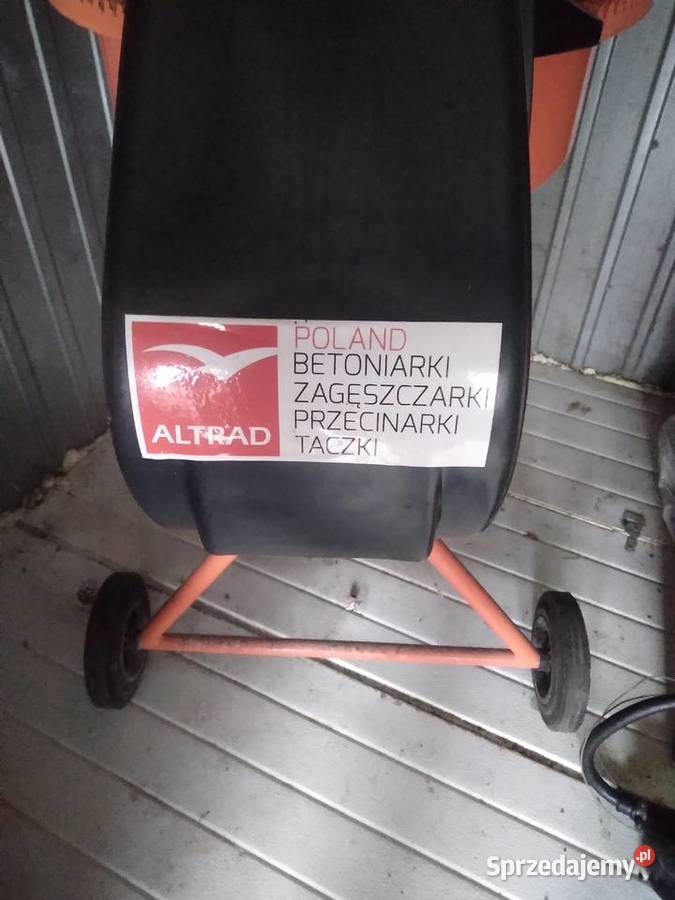 POLAND
BETONIARKI
ZAGĘSZCZARKI
PRZECINARKI
TACZKI
ALTRAD
Sprzedajemy.pl